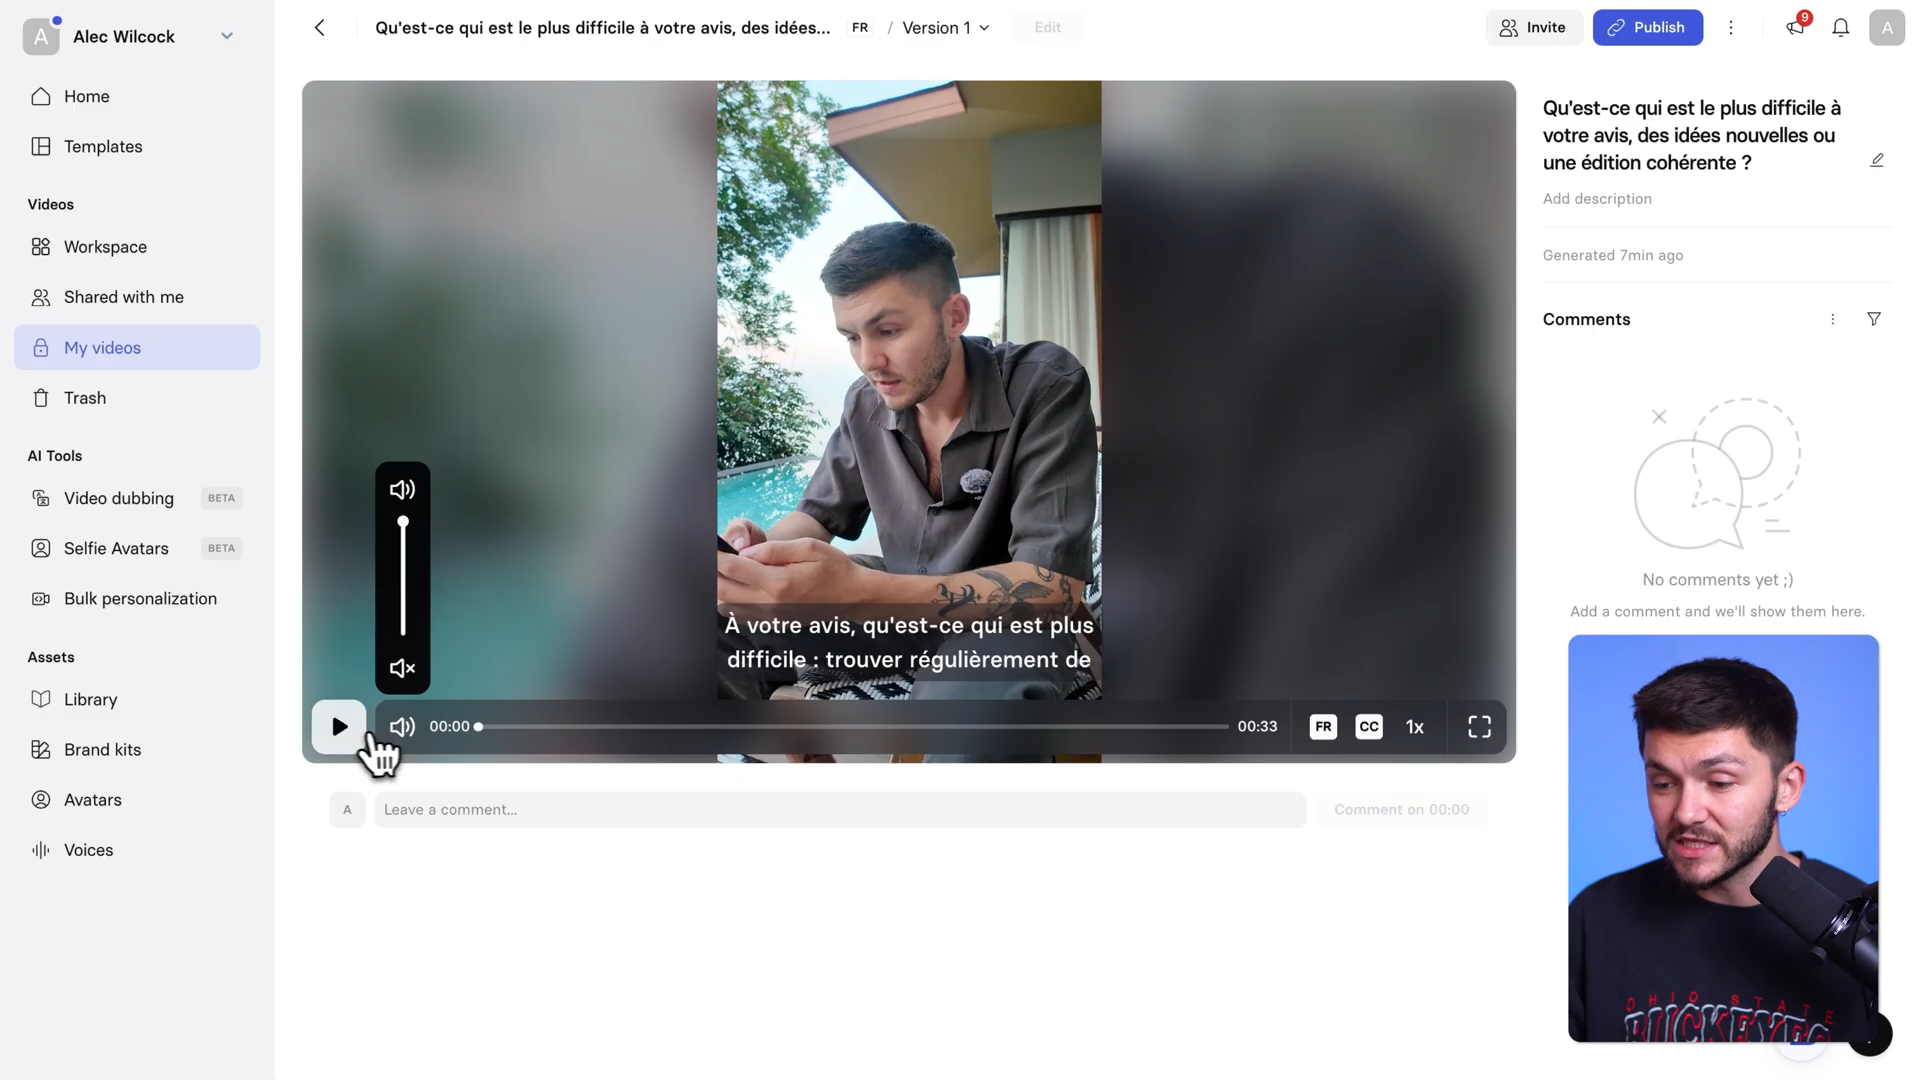 A
Alec Wilcock
Qu'est-ce qui est le plus difficile à votre avis, des idées...
FR
/
Version 1
Edit
Invite
Publish
9
A
Home
Templates
Videos
Workspace
Shared with me
My videos
Trash
AI Tools
Video dubbing
BETA
Selfie Avatars
BETA
Bulk personalization
Assets
Library
Brand kits
Avatars
Voices
À votre avis, qu'est-ce qui est plus
difficile : trouver régulièrement de
00:00
00:33
FR
CC
1x
A
Leave a comment...
Comment on 00:00
Qu'est-ce qui est le plus difficile à
votre avis, des idées nouvelles ou
une édition cohérente ?
Add description
Generated 7min ago
Comments
No comments yet ;)
Add a comment and we'll show them here.
OHIO STATE
BUCKEYES